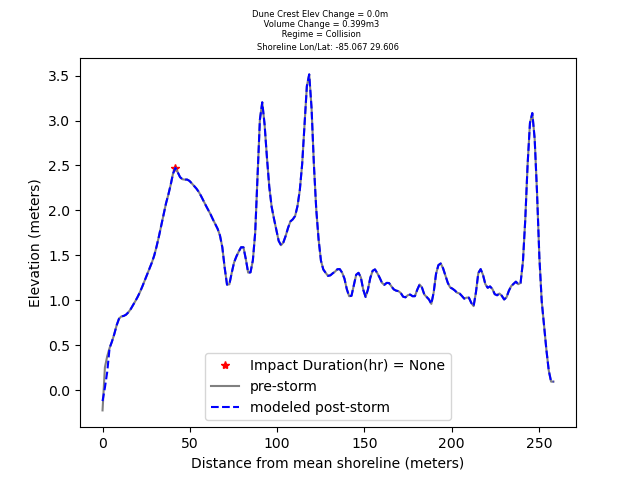 Dune Crest Elev Change = 0.0m
Volume Change = 0.399m3
Regime = Collision
Shoreline Lon/Lat: -85.067 29.606
3.5
3.0
2.5
2.0
1.5
1.0
0.5
0.0
Elevation (meters)
Impact Duration(hr) = None
pre-storm
modeled post-storm
0 50 100 150 200 250
Distance from mean shoreline (meters)